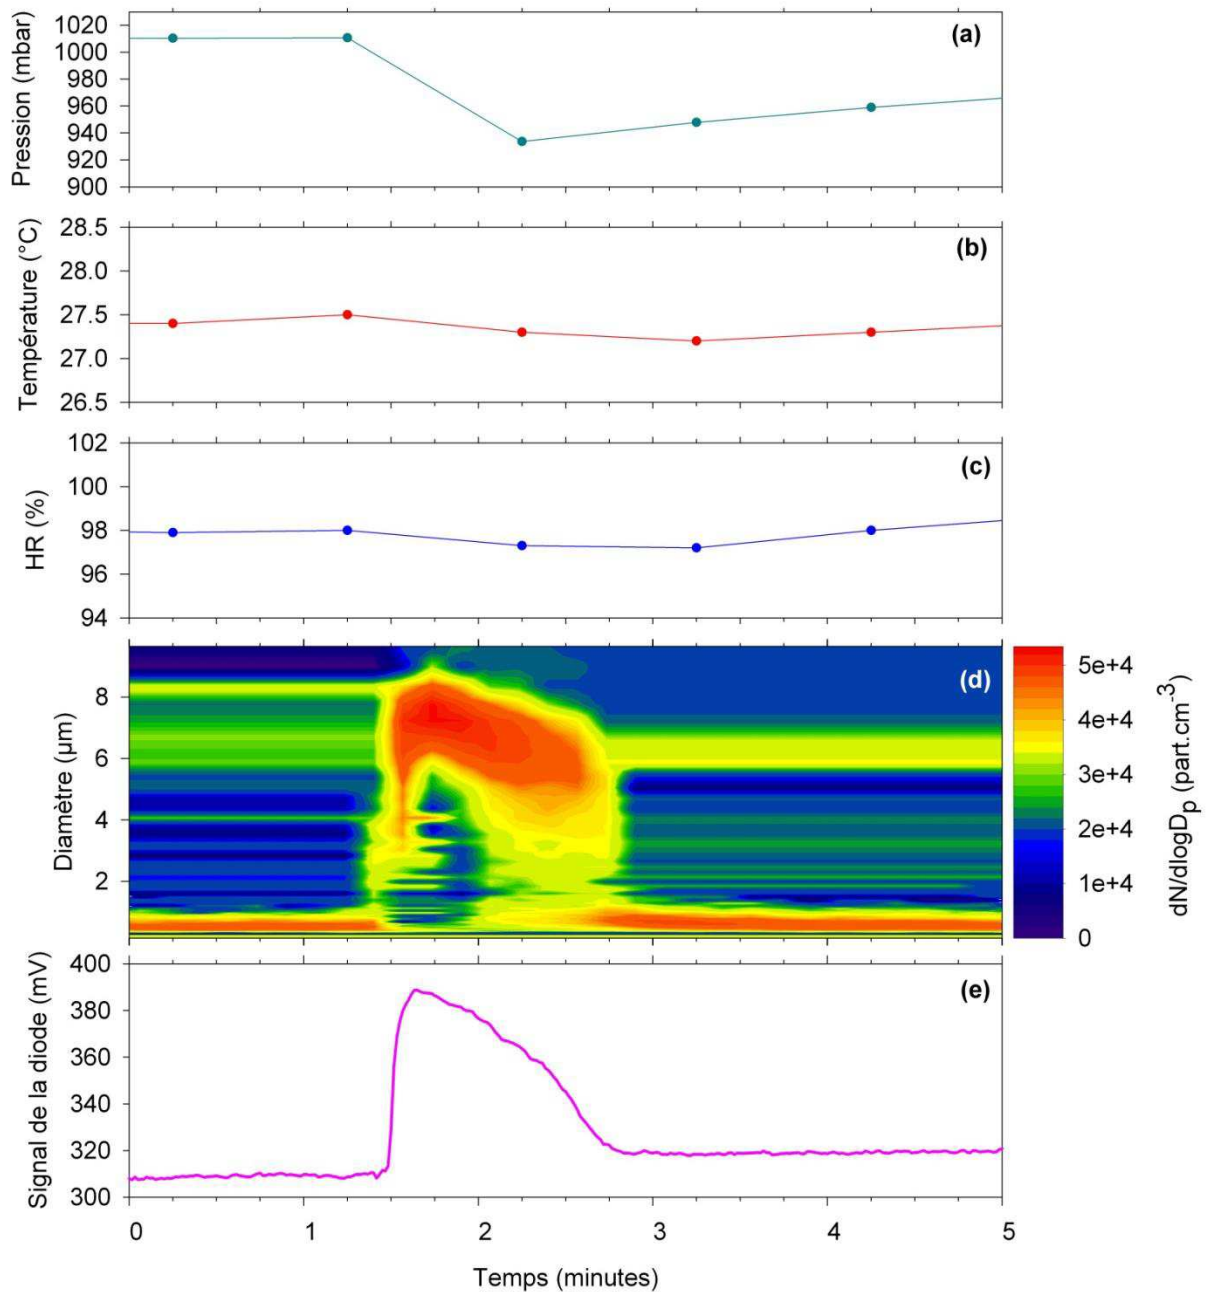 Pression (mbar)
1020
1000
980
960
940
920
900
(a)
Température (°C)
28.5
28.0
27.5
27.0
26.5
(b)
HR (%)
102
100
98
96
94
(c)
Diamètre (µm)
8
6
4
2
(d)
5e+4
4e+4
3e+4
2e+4
1e+4
0
dN/dlogDp (part.cm-3)
Signal de la diode (mV)
400
380
360
340
320
300
(e)
0 1 2 3 4 5
Temps (minutes)